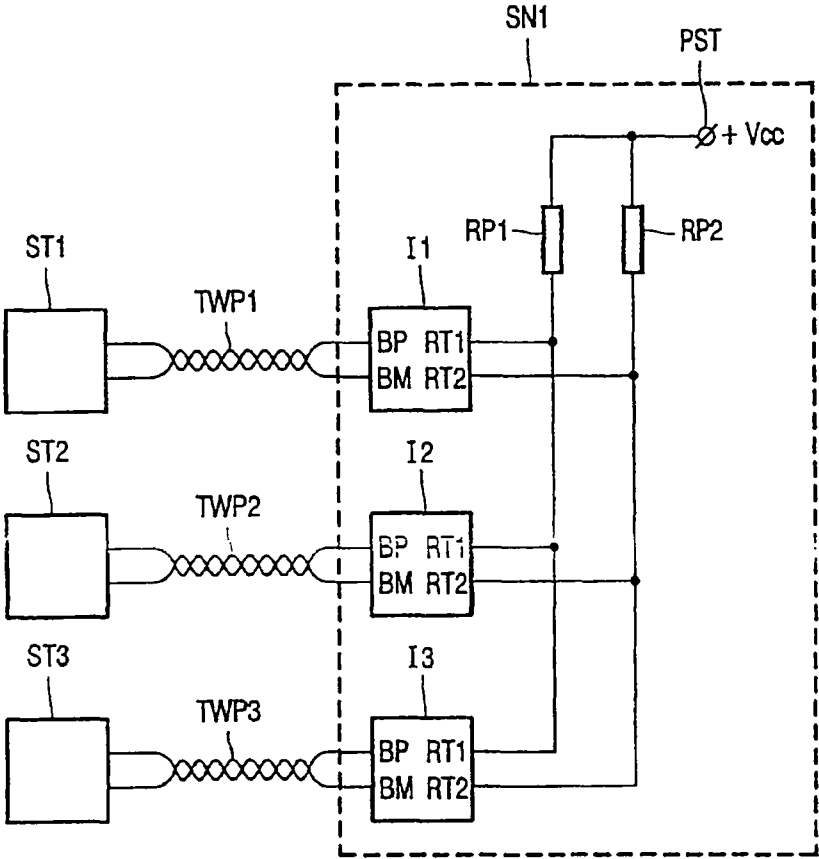 SN1
PST
+ Vcc
RP1
RP2
ST1
TWP1
I1
BP RT1
BM RT2
ST2
TWP2
I2
BP RT1
BM RT2
ST3
TWP3
I3
BP RT1
BM RT2